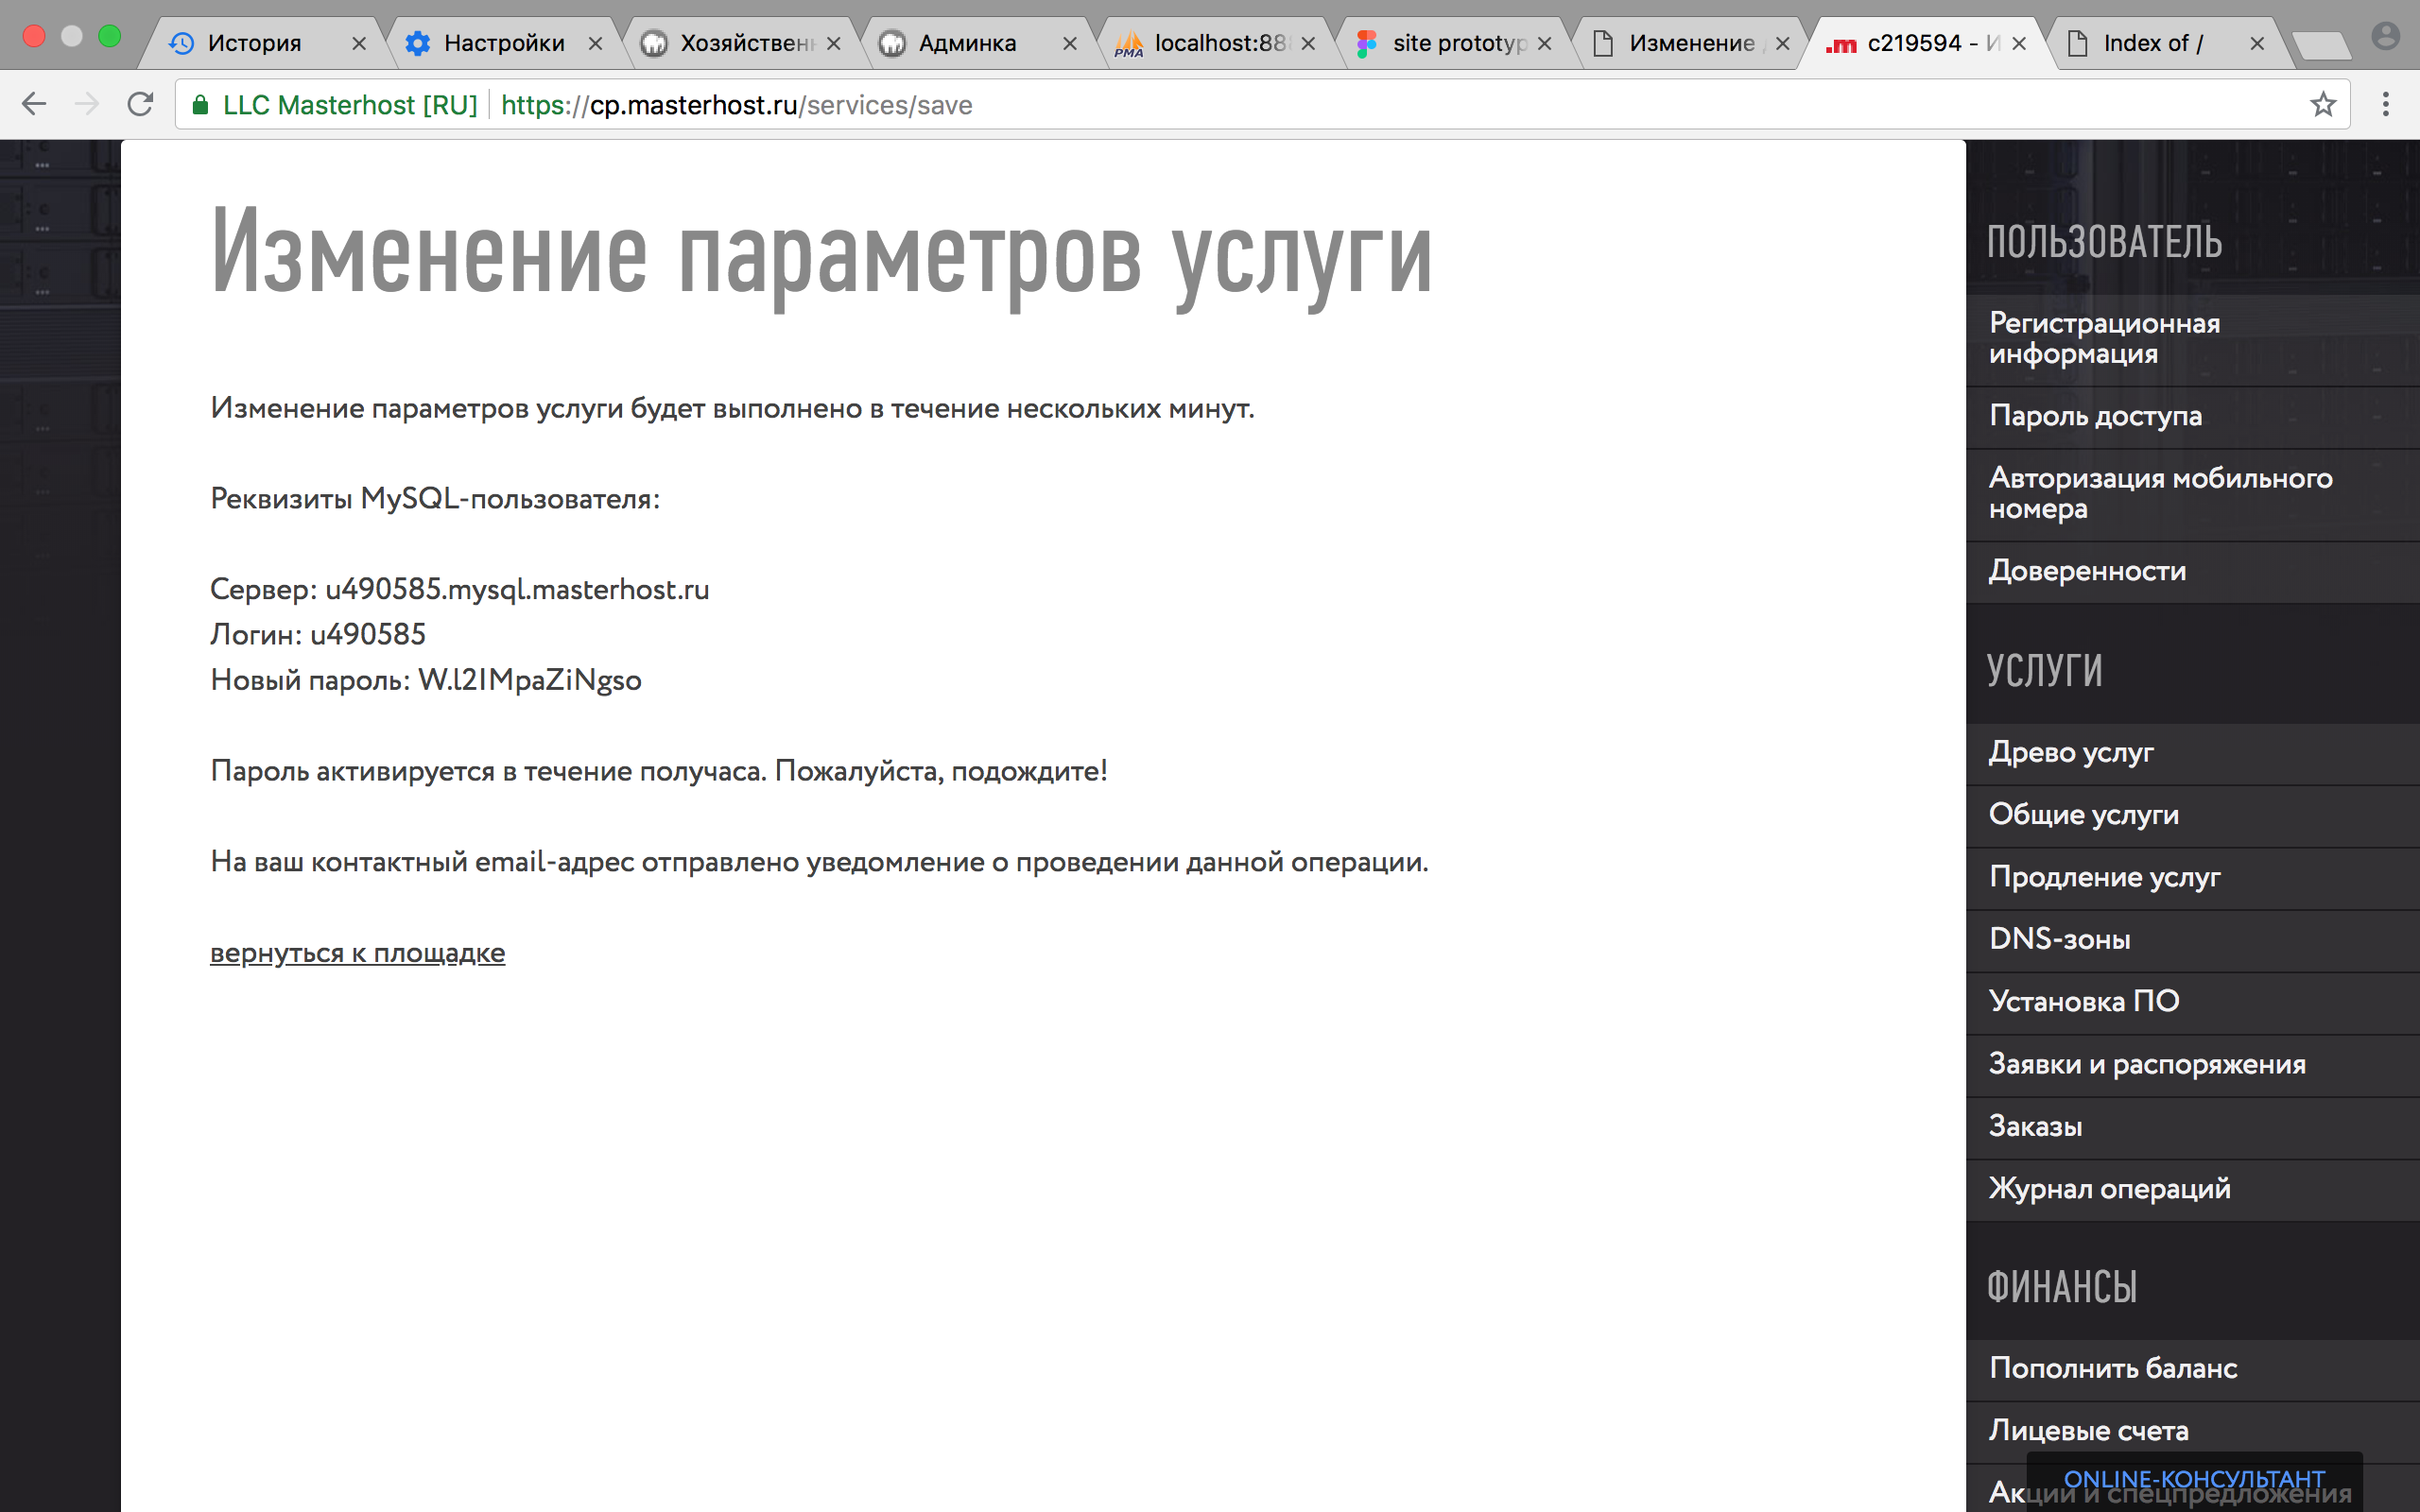 История
Настройки
Хозяйствен
Админка
localhost:88
site prototyp
Изменение
c219594 - И
Index of /
LLC Masterhost [RU] https://cp.masterhost.ru/services/save
Изменение параметров услуги
Изменение параметров услуги будет выполнено в течение нескольких минут.
Реквизиты MySQL-пользователя:
Сервер: u490585.mysql.masterhost.ru
Логин: u490585
Новый пароль: W.l2IMpaZiNgso
Пароль активируется в течение получаса. Пожалуйста, подождите!
На ваш контактный email-адрес отправлено уведомление о проведении данной операции.
вернуться к площадке
ПОЛЬЗОВАТЕЛЬ
Регистрационная
информация
Пароль доступа
Авторизация мобильного
номера
Доверенности
УСЛУГИ
Древо услуг
Общие услуги
Продление услуг
DNS-зоны
Установка ПО
Заявки и распоряжения
Заказы
Журнал операций
ФИНАНСЫ
Пополнить баланс
Лицевые счета
Акции и спецпредложения
ONLINE-КОНСУЛЬТАНТ